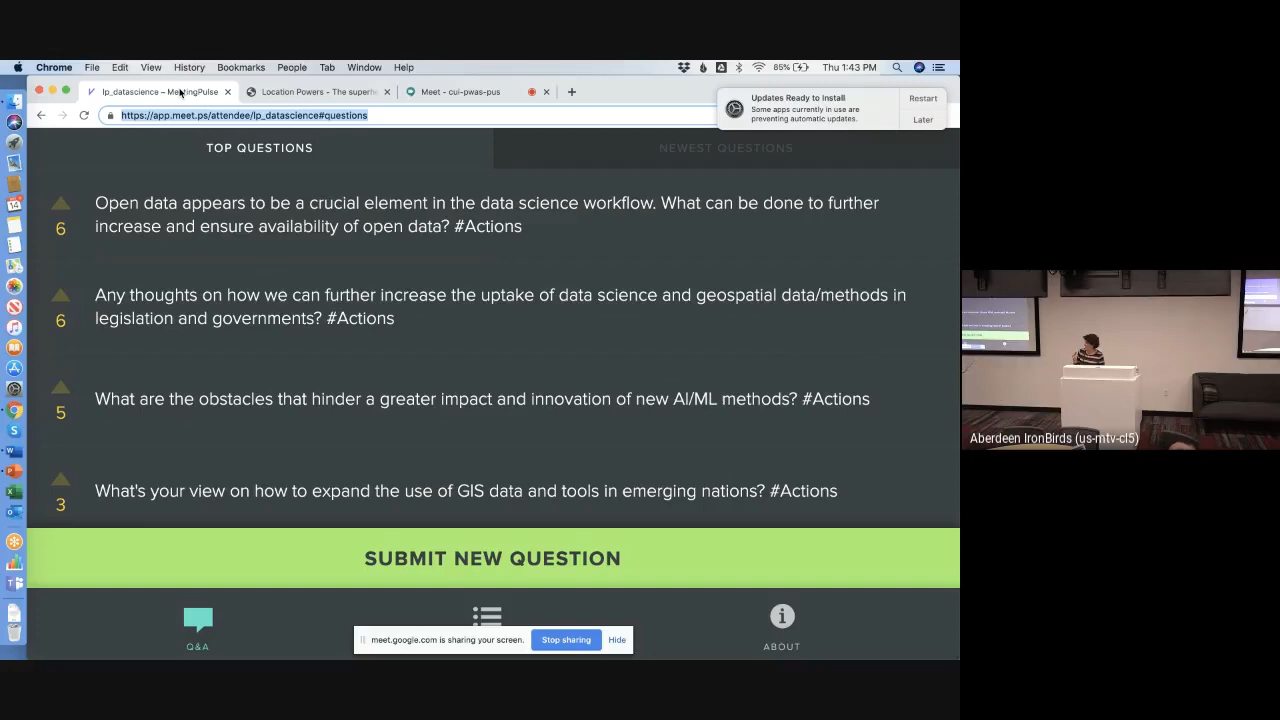 Chrome File Edit View History Bookmarks People Tab Window Help
85% Thu 1:43 PM
lp_datascience – MeetingPulse
Location Powers - The superhe
Meet - cui-pwas-pus
https://app.meet.ps/attendee/lp_datascience#questions
Updates Ready to Install
Some apps currently in use are
preventing automatic updates.
Restart
Later
TOP QUESTIONS
NEWEST QUESTIONS
6
Open data appears to be a crucial element in the data science workflow. What can be done to further
increase and ensure availability of open data? #Actions
6
Any thoughts on how we can further increase the uptake of data science and geospatial data/methods in
legislation and governments? #Actions
5
What are the obstacles that hinder a greater impact and innovation of new AI/ML methods? #Actions
3
What's your view on how to expand the use of GIS data and tools in emerging nations? #Actions
SUBMIT NEW QUESTION
Q&A
ABOUT
meet.google.com is sharing your screen.
Stop sharing
Hide
Aberdeen IronBirds (us-mtv-cl5)